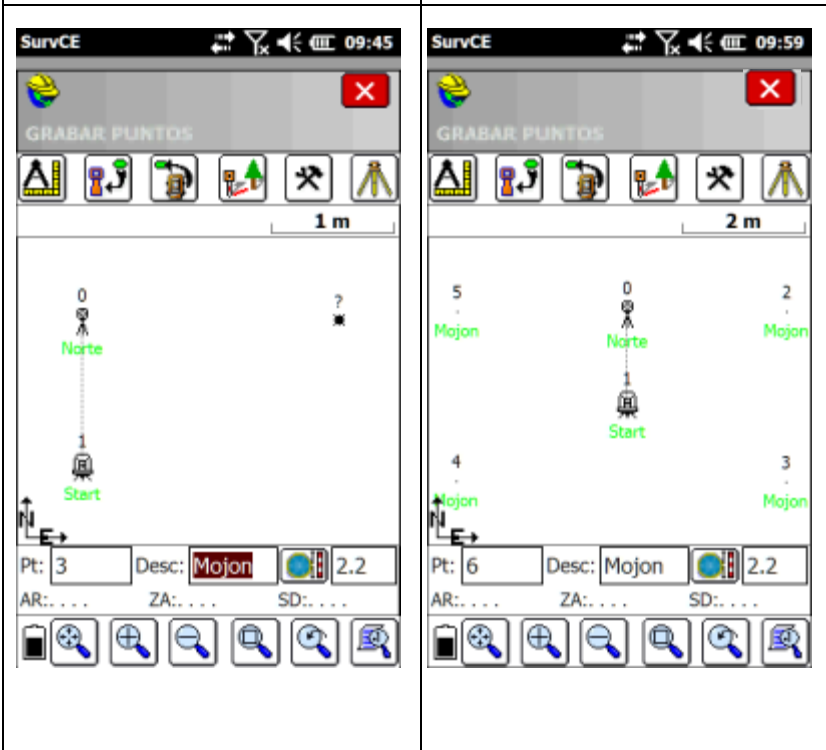 SurvCE 09:45
GRABAR PUNTOS
1 m
0
Norte
?
1
Start
N
E
Pt: 3 Desc: Mojon 2.2
AR:. . . . ZA:. . . . SD:. . . .
SurvCE 09:59
GRABAR PUNTOS
2 m
5 0 2
Mojon Norte Mojon
1
Start
4 3
Mojon Mojon
N
E
Pt: 6 Desc: Mojon 2.2
AR:. . . . ZA:. . . . SD:. . . .